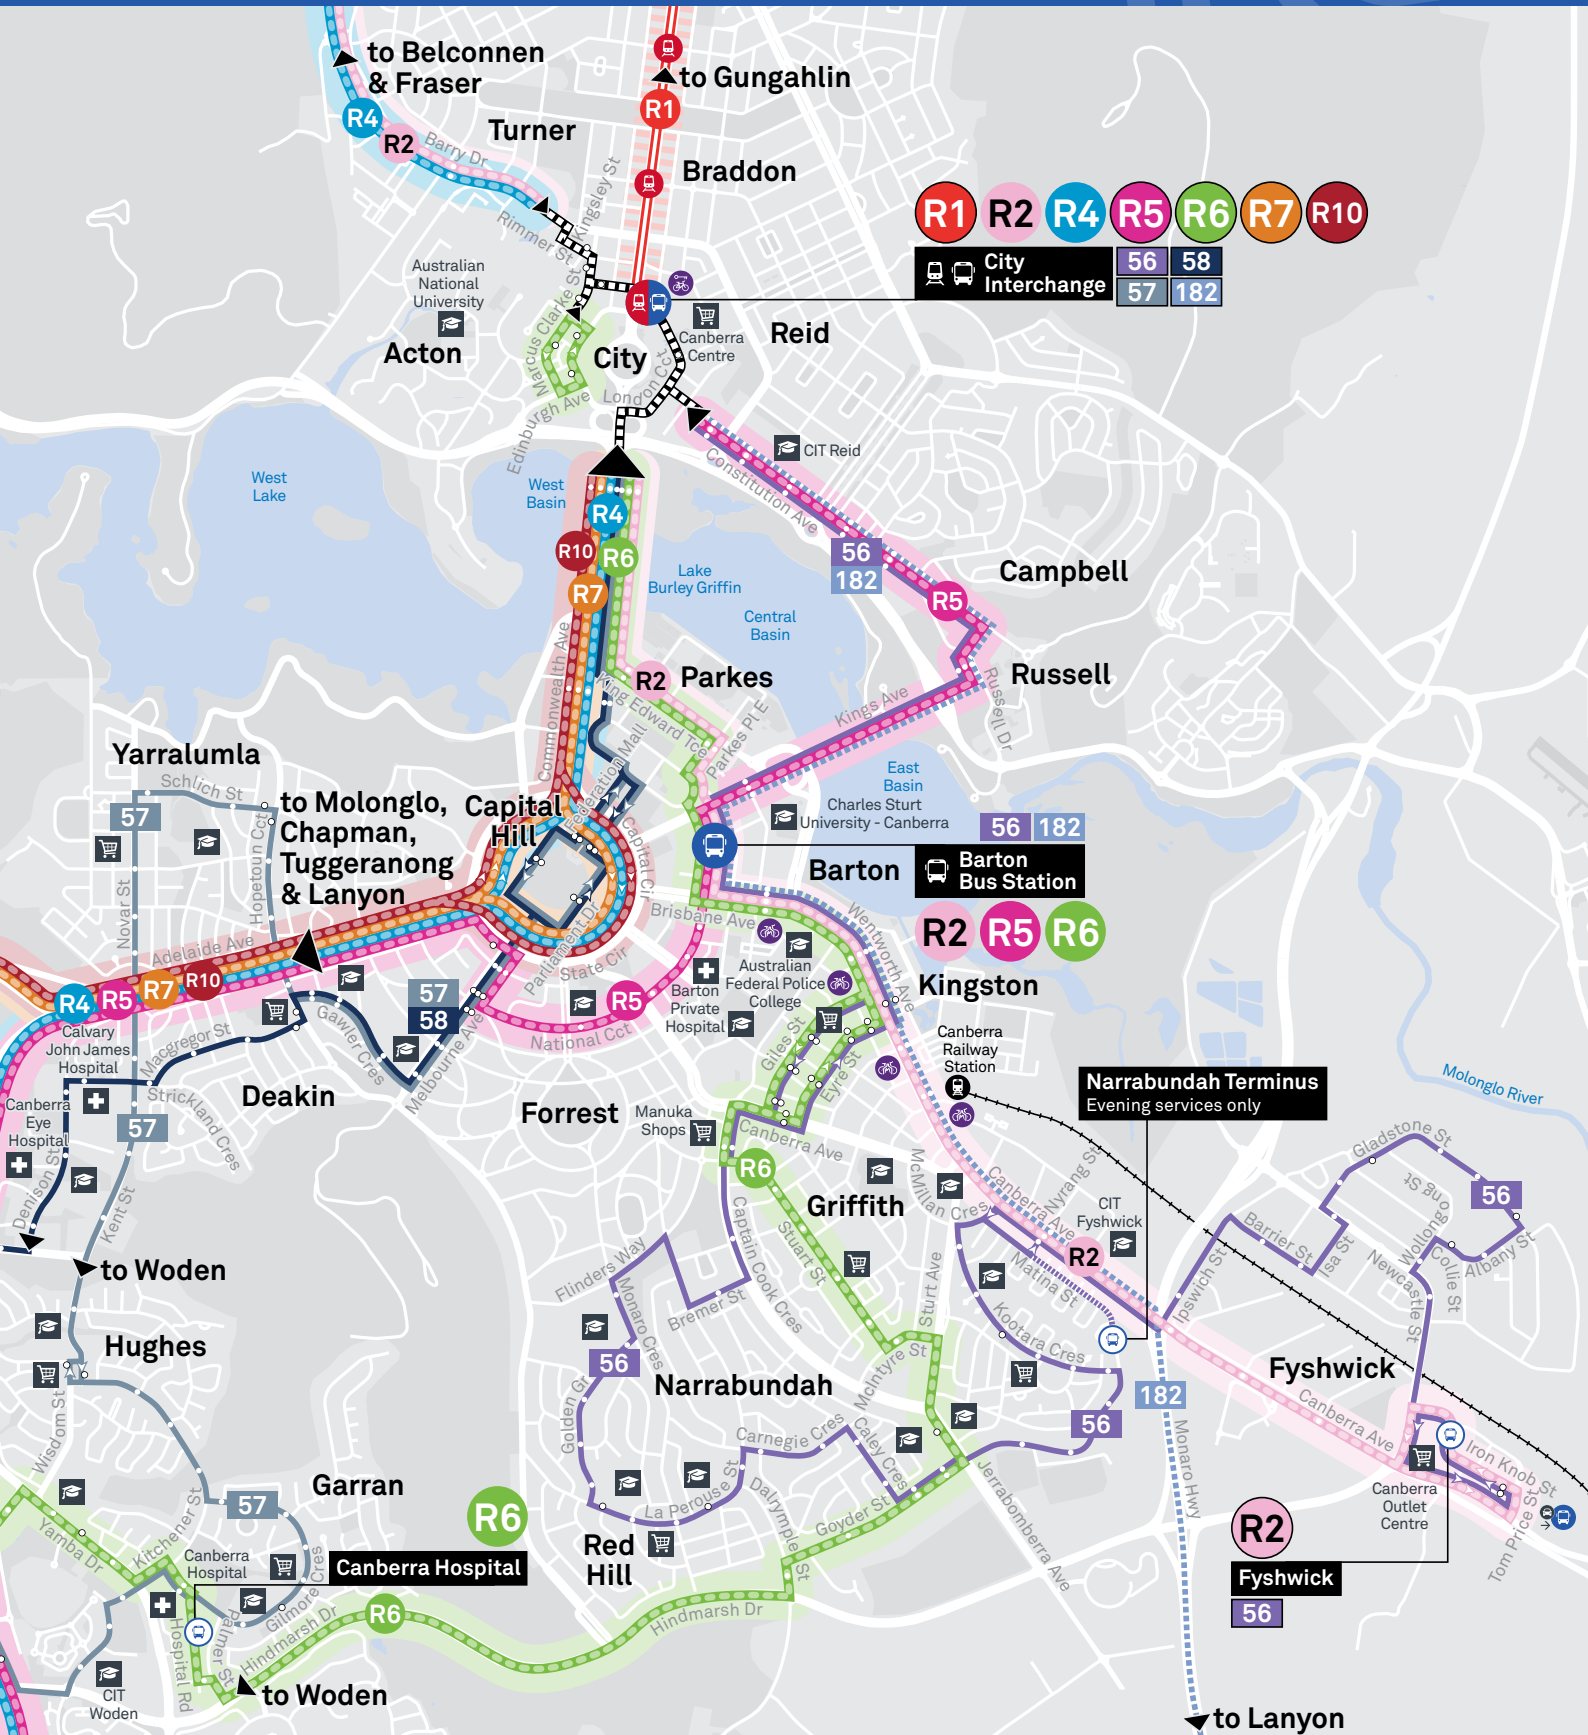 to Belconnen
& Fraser
to Gungahlin
R4
R1
R2
Barry Dr
Turner
Kingsley St
Braddon
Rimmer St
R1 R2 R4 R5 R6 R7 R10
City
Interchange
56 58
57 182
Australian
National
University
Acton
Marcus Clarke St
City
Canberra
Centre
Reid
London Cct
Edinburgh Ave
CIT Reid
Constitution Ave
West
Lake
West
Basin
R4
R10 R6
R7
Lake
Burley Griffin
Central
Basin
56
182
Campbell
R5
Commonwealth Ave
R2
Parkes
Russell
King Edward Tce
Parkes Pl E
Kings Ave
Russell Dr
Federation Mall
Yarralumla
Schlich St
57
to Molonglo,
Chapman,
Tuggeranong
& Lanyon
Capital
Hill
East
Basin
Charles Sturt
University - Canberra
56 182
Barton
Barton
Bus Station
R2 R5 R6
Kingston
Novar St
Hopetoun Cct
Capital Cir
Adelaide Ave
Brisbane Ave
Wentworth Ave
Parliament Dr
State Cir
R4 R5 R7 R10
57
58
R5
National Cct
Barton
Private
Hospital
Australian
Federal Police
College
Canberra
Railway
Station
Calvary
John James
Hospital
Macgregor St
Gawler Cres
Melbourne Ave
Giles St
Eyre St
Deakin
Strickland Cres
57
Canberra
Eye
Hospital
Denison St
Kent St
Forrest
Manuka
Shops
Canberra Ave
R6
Narrabundah Terminus
Evening services only
Molonglo River
Gladstone St
56
Wollongong St
Griffith
McMillan Cres
Canberra Ave
Nyrang St
CIT
Fyshwick
R2
Matina St
Ipswich St
Barrier St
Isa St
Newcastle St
Collie St
Albany St
to Woden
Captain Cook Cres
Stuart St
Sturt Ave
Flinders Way
Monaro Cres
Bremer St
Kootara Cres
Hughes
56
Narrabundah
McIntyre St
Fyshwick
182
Wisdom St
Golden Gr
Carnegie Cres
Caley Cres
56
Monaro Hwy
Canberra Ave
Garran
R6
Canberra Hospital
57
La Perouse St
Dalrymple St
Goyder St
Jerrabomberra Ave
Canberra
Outlet
Centre
Iron Knob St
Tom Price St
R2
Fyshwick
56
Red
Hill
Yamba Dr
Kitchener St
Canberra
Hospital
Gilmore Cres
Palmer St
Hospital Rd
Hindmarsh Dr
R6
Hindmarsh Dr
to Woden
CIT
Woden
to Lanyon